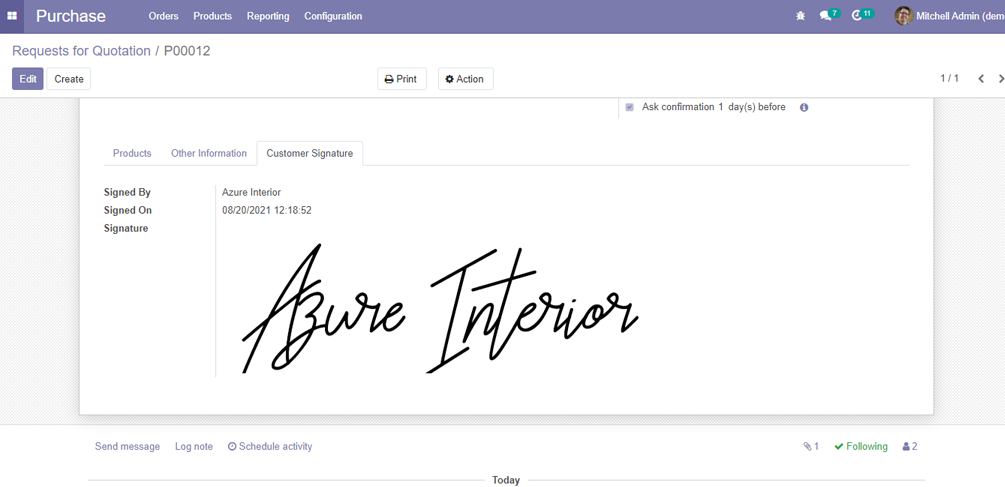 Purchase Orders Products Reporting Configuration 7 11 Mitchell Admin (dem
Requests for Quotation / P00012
Edit Create Print Action 1 / 1
Ask confirmation 1 day(s) before
Products Other Information Customer Signature
Signed By Azure Interior
Signed On 08/20/2021 12:18:52
Signature
Azure Interior
Send message Log note Schedule activity 1 Following 2
Today